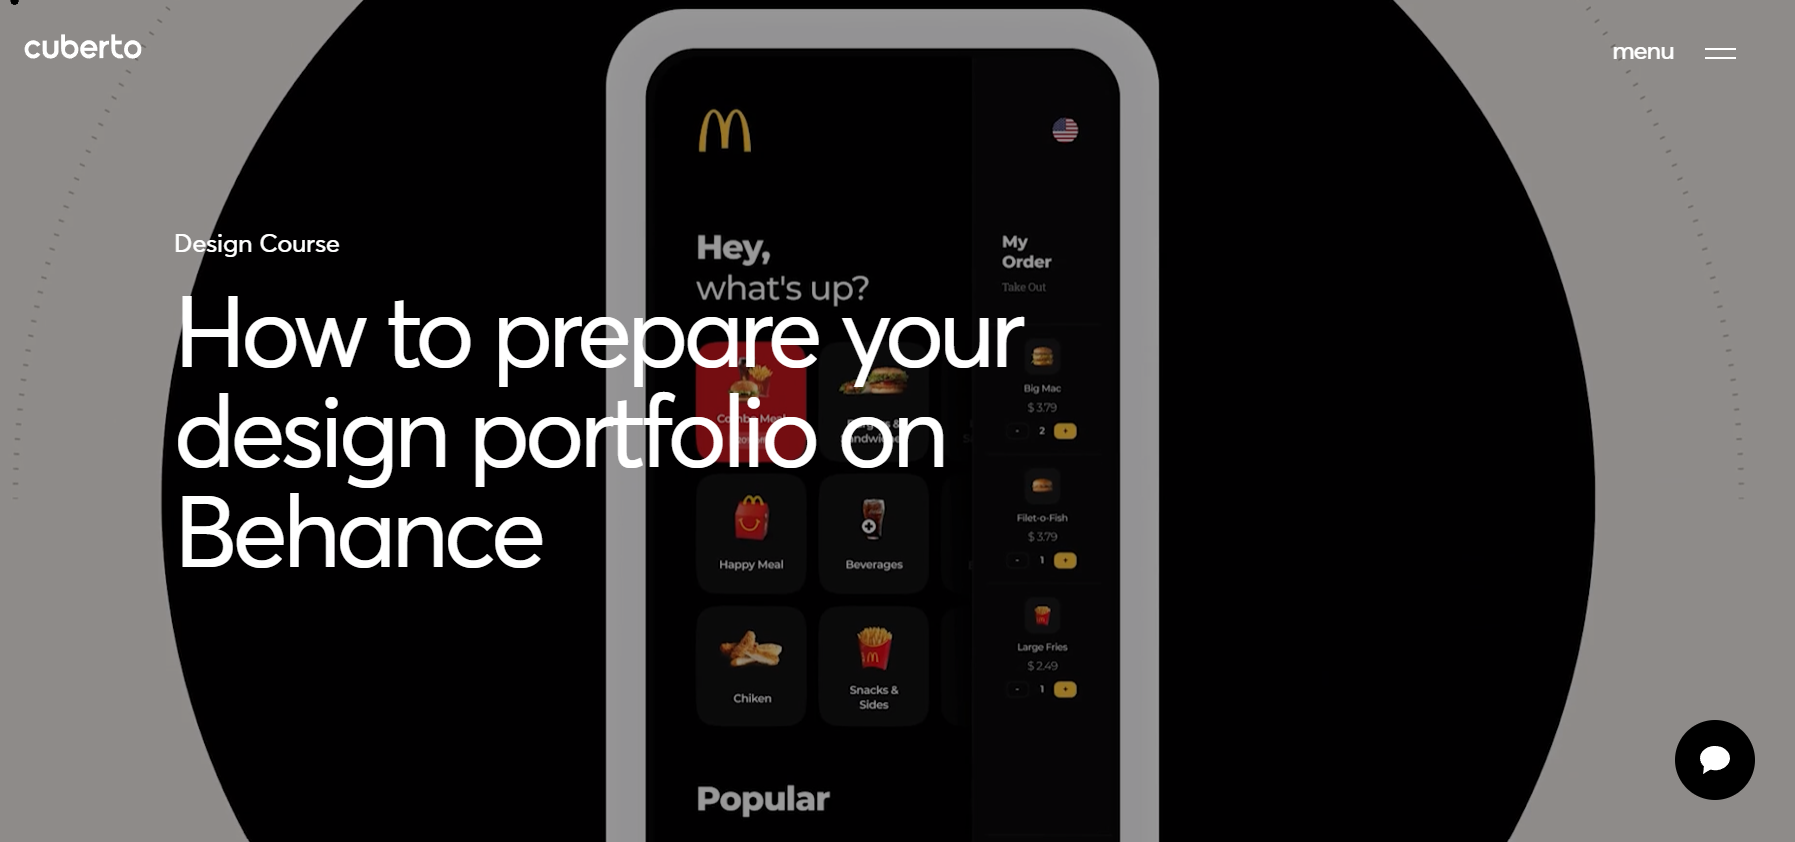 cuberto
menu
Design Course
How to prepare your
design portfolio on
Behance
Hey,
what's up?
My
Order
Take Out
Combo Meal
Big Mac
$ 3.79
- 2 +
Happy Meal
Beverages
Filet-o-Fish
$ 3.79
- 1 +
Chiken
Snacks &
Sides
Large Fries
$ 2.49
- 1 +
Popular